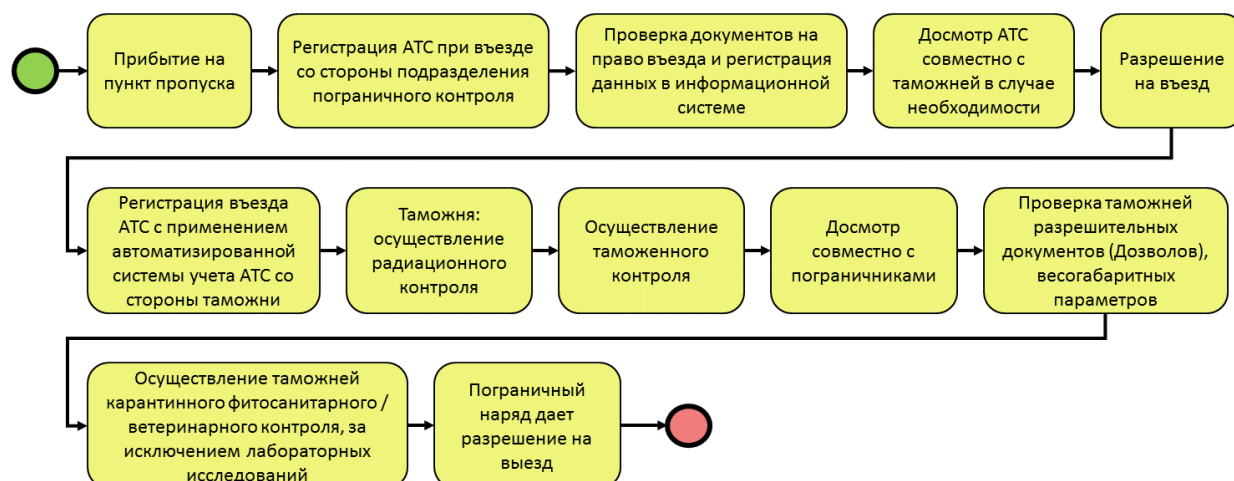 Прибытие на
пункт пропуска
Регистрация АТС при въезде
со стороны подразделения
пограничного контроля
Проверка документов на
право въезда и регистрация
данных в информационной
системе
Досмотр АТС
совместно с
таможней в случае
необходимости
Разрешение
на въезд
Регистрация въезда
АТС с применением
автоматизированной
системы учета АТС со
стороны таможни
Таможня:
осуществление
радиационного
контроля
Осуществление
таможенного
контроля
Досмотр
совместно с
пограничниками
Проверка таможней
разрешительных
документов (Дозволов),
весогабаритных
параметров
Осуществление таможней
карантинного фитосанитарного /
ветеринарного контроля, за
исключением лабораторных
исследований
Пограничный
наряд дает
разрешение на
выезд